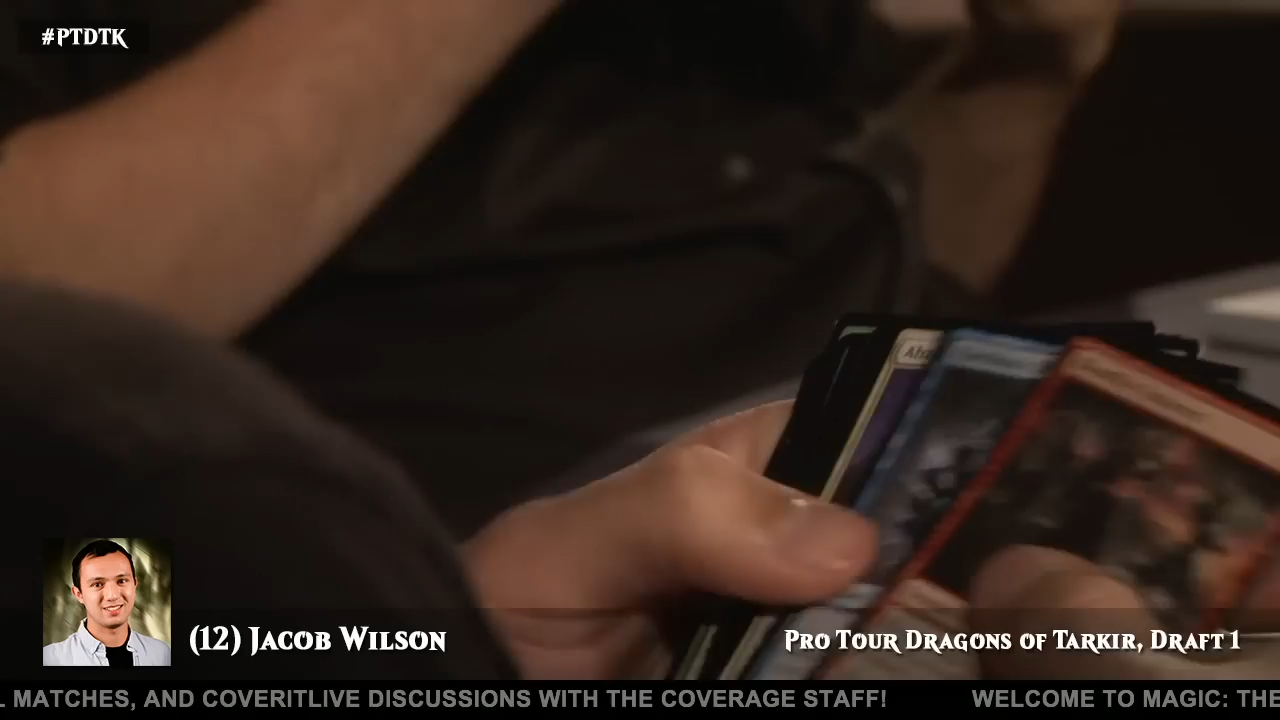 #PTDTK
(12) Jacob Wilson
Pro Tour Dragons of Tarkir, Draft 1
L MATCHES, AND COVERITLIVE DISCUSSIONS WITH THE COVERAGE STAFF! WELCOME TO MAGIC: THE